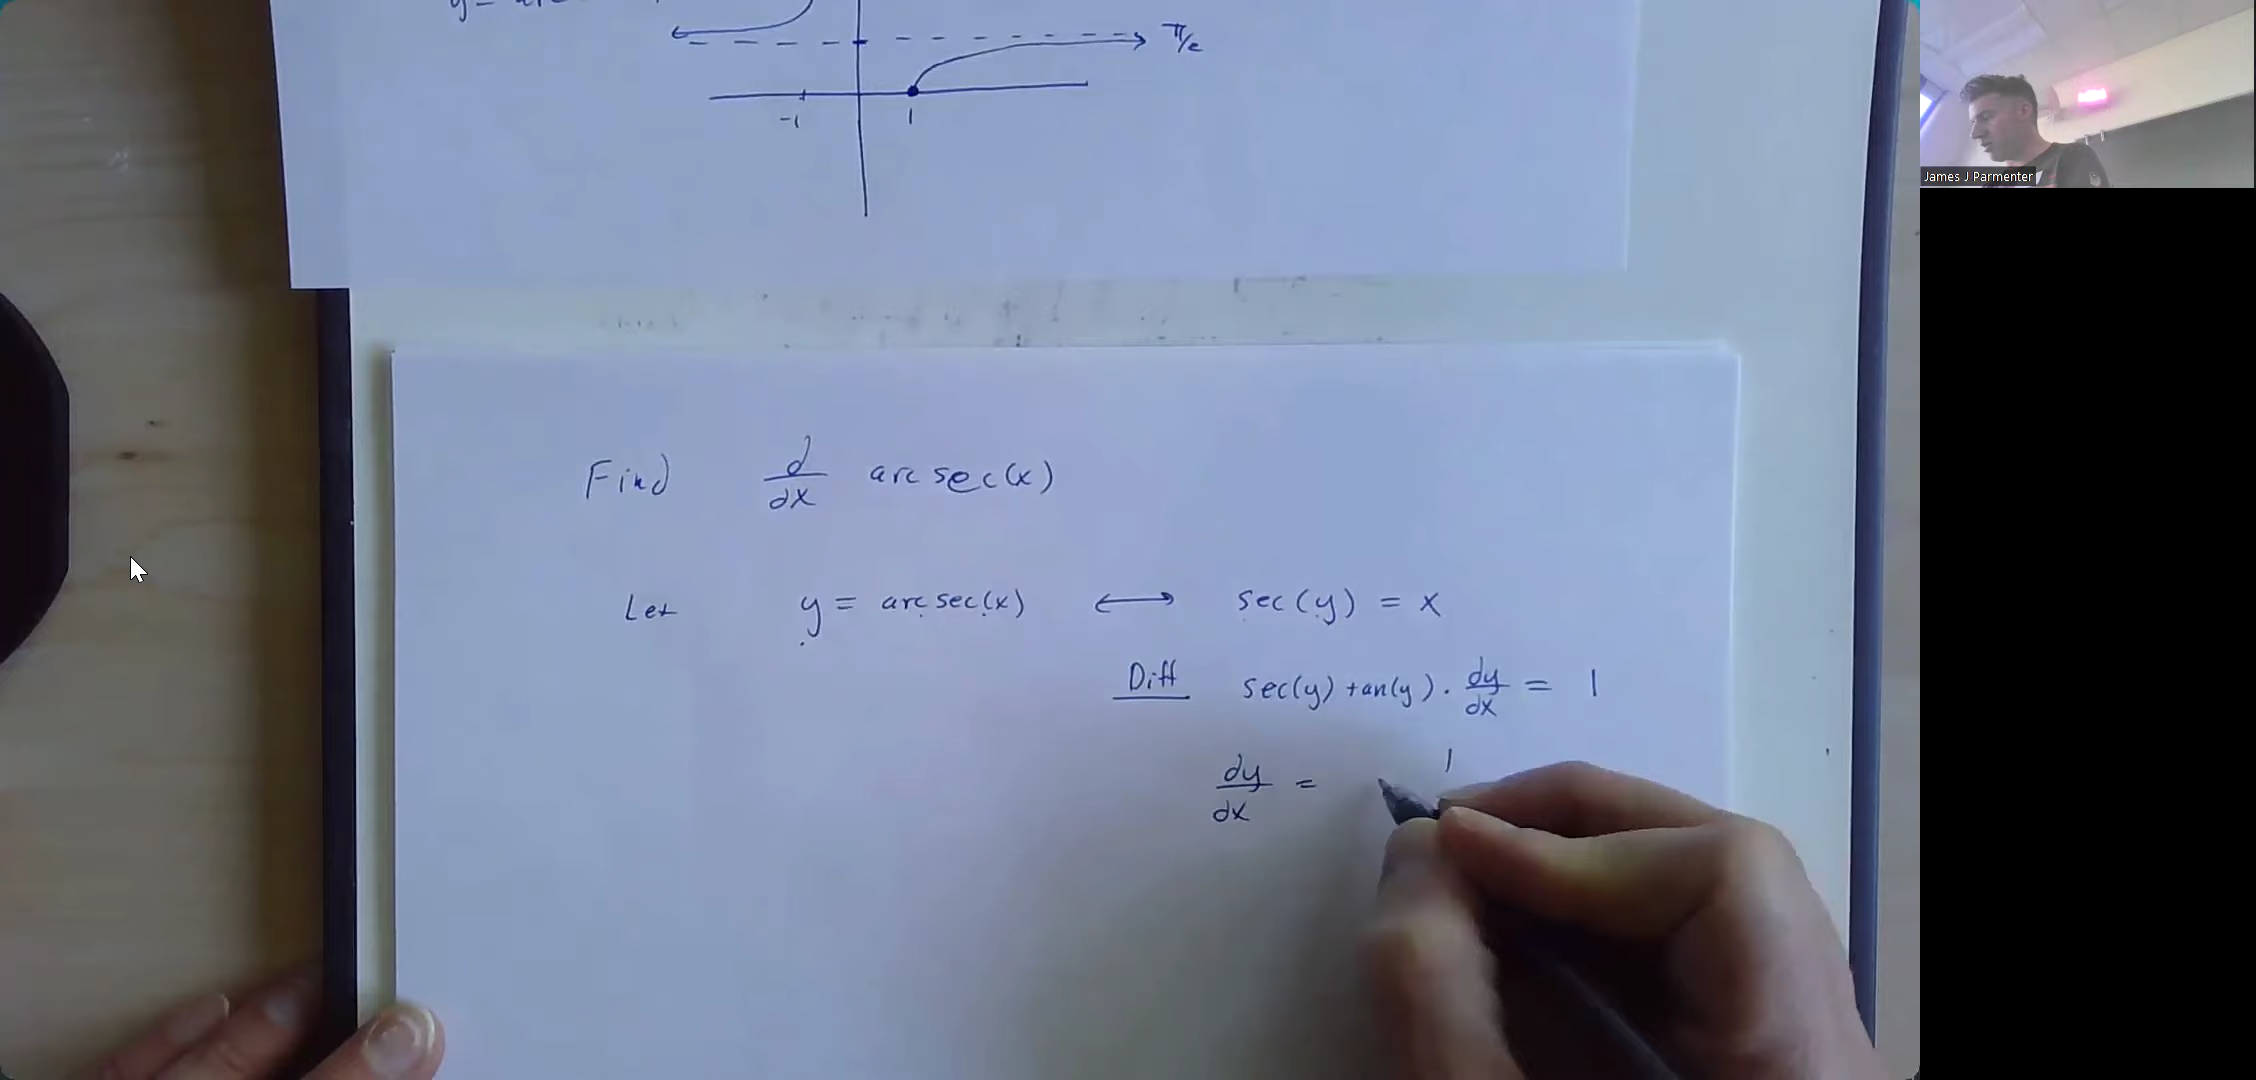 y =
π/2
-1 1
James J Parmenter
Find d/dx arcsec(x)
Let y = arcsec(x) ⟷ sec(y) = x
Diff sec(y) tan(y) · dy/dx = 1
dy/dx = 1